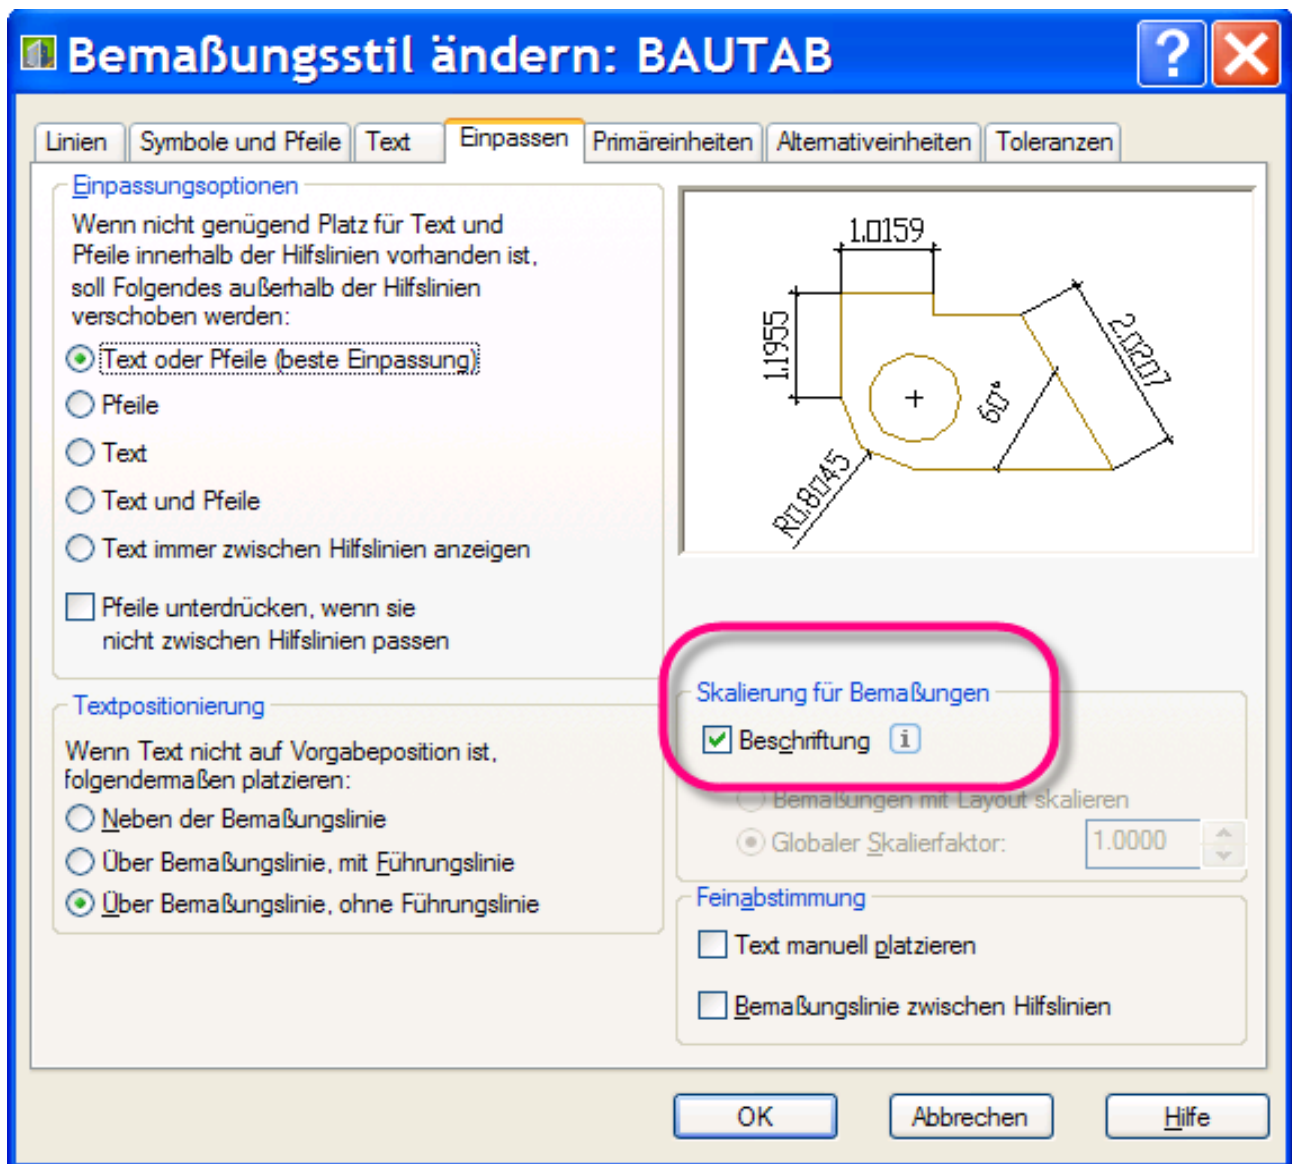 Bemaßungsstil ändern: BAUTAB
?
Linien
Symbole und Pfeile
Text
Einpassen
Primäreinheiten
Alternativeinheiten
Toleranzen
Einpassungsoptionen
Wenn nicht genügend Platz für Text und
Pfeile innerhalb der Hilfslinien vorhanden ist,
soll Folgendes außerhalb der Hilfslinien
verschoben werden:
Text oder Pfeile (beste Einpassung)
Pfeile
Text
Text und Pfeile
Text immer zwischen Hilfslinien anzeigen
Pfeile unterdrücken, wenn sie
nicht zwischen Hilfslinien passen
Textpositionierung
Wenn Text nicht auf Vorgabeposition ist,
folgendermaßen platzieren:
Neben der Bemaßungslinie
Über Bemaßungslinie, mit Führungslinie
Über Bemaßungslinie, ohne Führungslinie
1.0159
1.1955
2.0207
60°
R0.8045
Skalierung für Bemaßungen
Beschriftung i
Bemaßungen mit Layout skalieren
Globaler Skalierfaktor: 1.0000
Feinabstimmung
Text manuell platzieren
Bemaßungslinie zwischen Hilfslinien
OK
Abbrechen
Hilfe